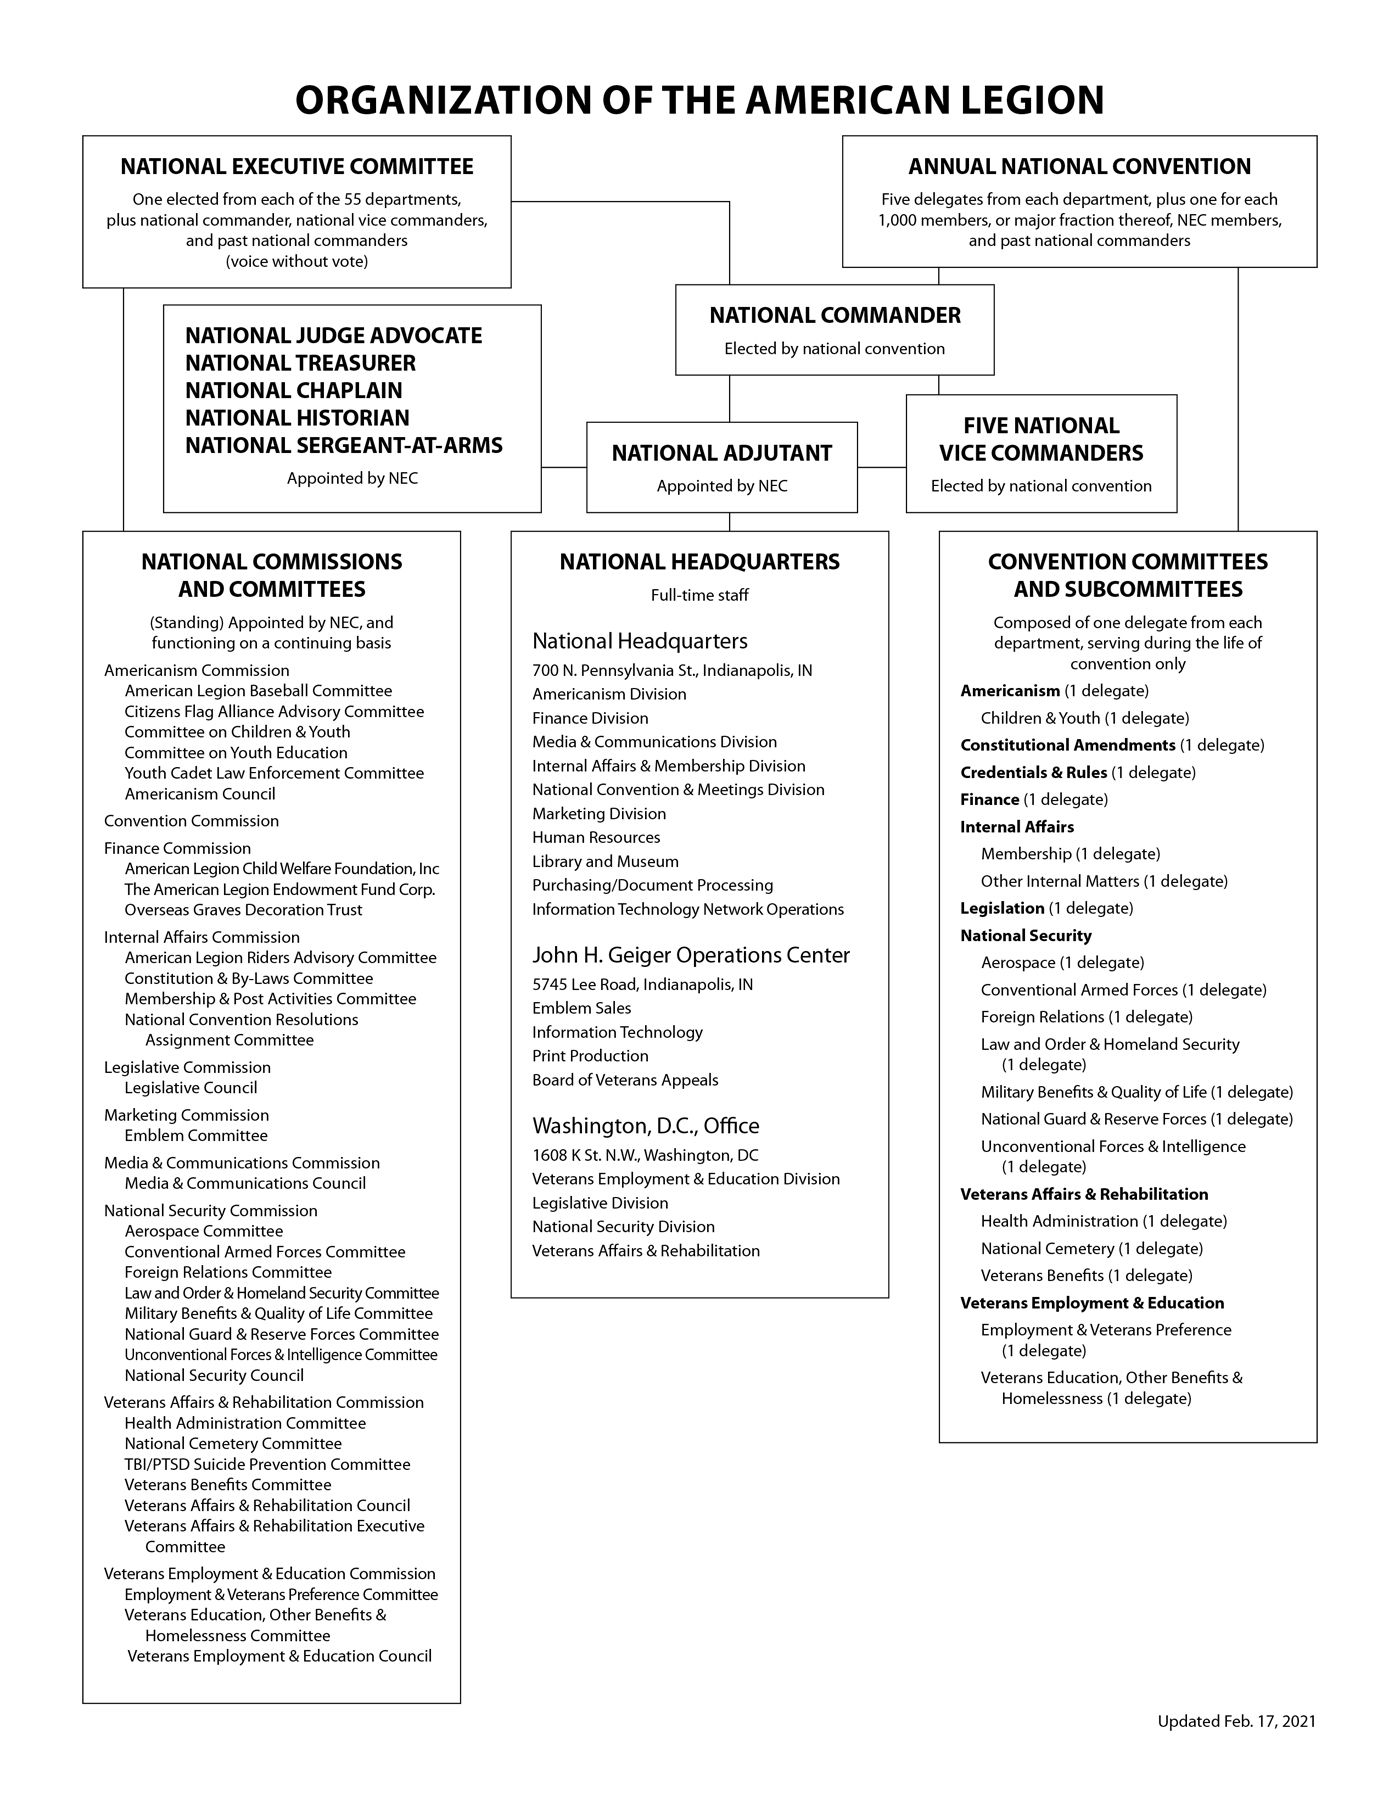 ORGANIZATION OF THE AMERICAN LEGION
NATIONAL EXECUTIVE COMMITTEE
One elected from each of the 55 departments,
plus national commander, national vice commanders,
and past national commanders
(voice without vote)
ANNUAL NATIONAL CONVENTION
Five delegates from each department, plus one for each
1,000 members, or major fraction thereof, NEC members,
and past national commanders
NATIONAL COMMANDER
Elected by national convention
NATIONAL JUDGE ADVOCATE
NATIONAL TREASURER
NATIONAL CHAPLAIN
NATIONAL HISTORIAN
NATIONAL SERGEANT-AT-ARMS
Appointed by NEC
NATIONAL ADJUTANT
Appointed by NEC
FIVE NATIONAL
VICE COMMANDERS
Elected by national convention
NATIONAL COMMISSIONS
AND COMMITTEES
(Standing) Appointed by NEC, and
functioning on a continuing basis
Americanism Commission
American Legion Baseball Committee
Citizens Flag Alliance Advisory Committee
Committee on Children & Youth
Committee on Youth Education
Youth Cadet Law Enforcement Committee
Americanism Council
Convention Commission
Finance Commission
American Legion Child Welfare Foundation, Inc
The American Legion Endowment Fund Corp.
Overseas Graves Decoration Trust
Internal Affairs Commission
American Legion Riders Advisory Committee
Constitution & By-Laws Committee
Membership & Post Activities Committee
National Convention Resolutions
Assignment Committee
Legislative Commission
Legislative Council
Marketing Commission
Emblem Committee
Media & Communications Commission
Media & Communications Council
National Security Commission
Aerospace Committee
Conventional Armed Forces Committee
Foreign Relations Committee
Law and Order & Homeland Security Committee
Military Benefits & Quality of Life Committee
National Guard & Reserve Forces Committee
Unconventional Forces & Intelligence Committee
National Security Council
Veterans Affairs & Rehabilitation Commission
Health Administration Committee
National Cemetery Committee
TBI/PTSD Suicide Prevention Committee
Veterans Benefits Committee
Veterans Affairs & Rehabilitation Council
Veterans Affairs & Rehabilitation Executive
Committee
Veterans Employment & Education Commission
Employment & Veterans Preference Committee
Veterans Education, Other Benefits &
Homelessness Committee
Veterans Employment & Education Council
NATIONAL HEADQUARTERS
Full-time staff
National Headquarters
700 N. Pennsylvania St., Indianapolis, IN
Americanism Division
Finance Division
Media & Communications Division
Internal Affairs & Membership Division
National Convention & Meetings Division
Marketing Division
Human Resources
Library and Museum
Purchasing/Document Processing
Information Technology Network Operations
John H. Geiger Operations Center
5745 Lee Road, Indianapolis, IN
Emblem Sales
Information Technology
Print Production
Board of Veterans Appeals
Washington, D.C., Office
1608 K St. N.W., Washington, DC
Veterans Employment & Education Division
Legislative Division
National Security Division
Veterans Affairs & Rehabilitation
CONVENTION COMMITTEES
AND SUBCOMMITTEES
Composed of one delegate from each
department, serving during the life of
convention only
Americanism (1 delegate)
Children & Youth (1 delegate)
Constitutional Amendments (1 delegate)
Credentials & Rules (1 delegate)
Finance (1 delegate)
Internal Affairs
Membership (1 delegate)
Other Internal Matters (1 delegate)
Legislation (1 delegate)
National Security
Aerospace (1 delegate)
Conventional Armed Forces (1 delegate)
Foreign Relations (1 delegate)
Law and Order & Homeland Security
(1 delegate)
Military Benefits & Quality of Life (1 delegate)
National Guard & Reserve Forces (1 delegate)
Unconventional Forces & Intelligence
(1 delegate)
Veterans Affairs & Rehabilitation
Health Administration (1 delegate)
National Cemetery (1 delegate)
Veterans Benefits (1 delegate)
Veterans Employment & Education
Employment & Veterans Preference
(1 delegate)
Veterans Education, Other Benefits &
Homelessness (1 delegate)
Updated Feb. 17, 2021